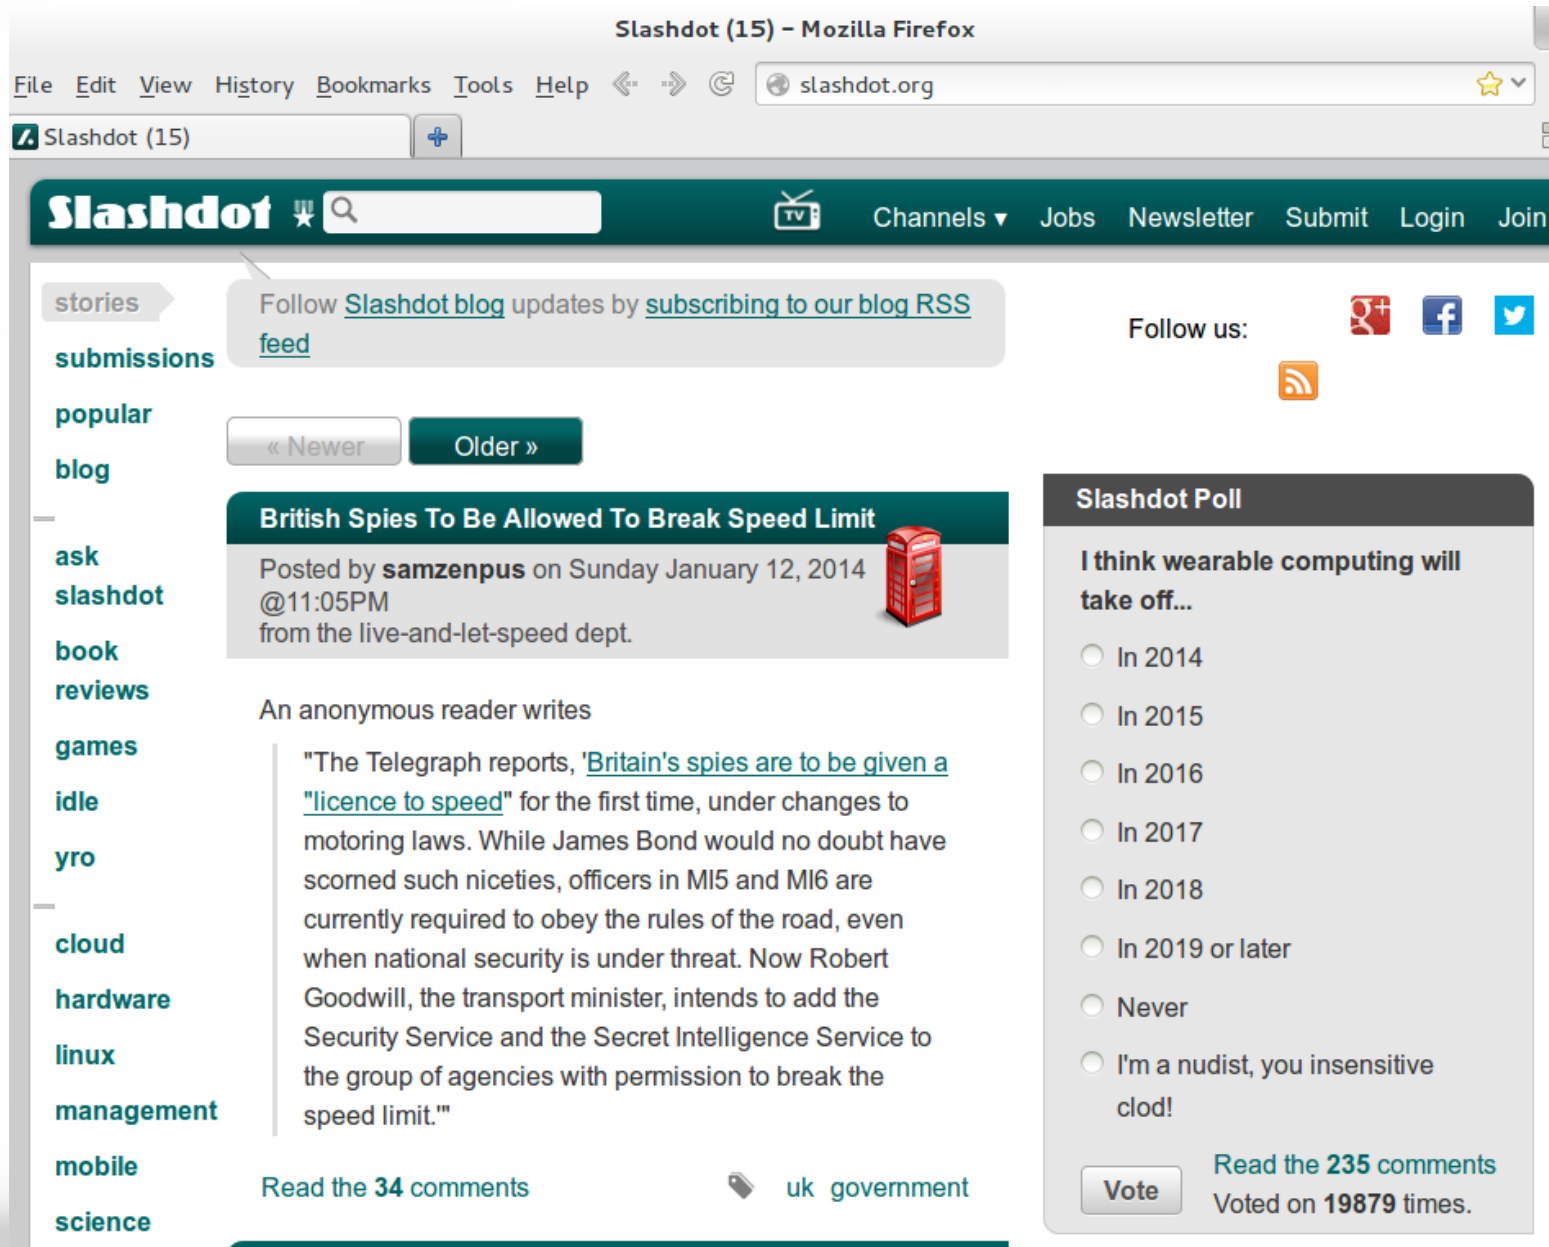 Slashdot (15) – Mozilla Firefox
File Edit View History Bookmarks Tools Help slashdot.org
Slashdot (15)
Slashdot TV Channels ▾ Jobs Newsletter Submit Login Join
stories
submissions
popular
blog
ask
slashdot
book
reviews
games
idle
yro
cloud
hardware
linux
management
mobile
science
Follow Slashdot blog updates by subscribing to our blog RSS
feed
« Newer Older »
British Spies To Be Allowed To Break Speed Limit
Posted by samzenpus on Sunday January 12, 2014
@11:05PM
from the live-and-let-speed dept.
An anonymous reader writes
"The Telegraph reports, 'Britain's spies are to be given a
"licence to speed" for the first time, under changes to
motoring laws. While James Bond would no doubt have
scorned such niceties, officers in MI5 and MI6 are
currently required to obey the rules of the road, even
when national security is under threat. Now Robert
Goodwill, the transport minister, intends to add the
Security Service and the Secret Intelligence Service to
the group of agencies with permission to break the
speed limit.'"
Read the 34 comments uk government
Follow us: g+ f
Slashdot Poll
I think wearable computing will
take off...
In 2014
In 2015
In 2016
In 2017
In 2018
In 2019 or later
Never
I'm a nudist, you insensitive
clod!
Vote
Read the 235 comments
Voted on 19879 times.